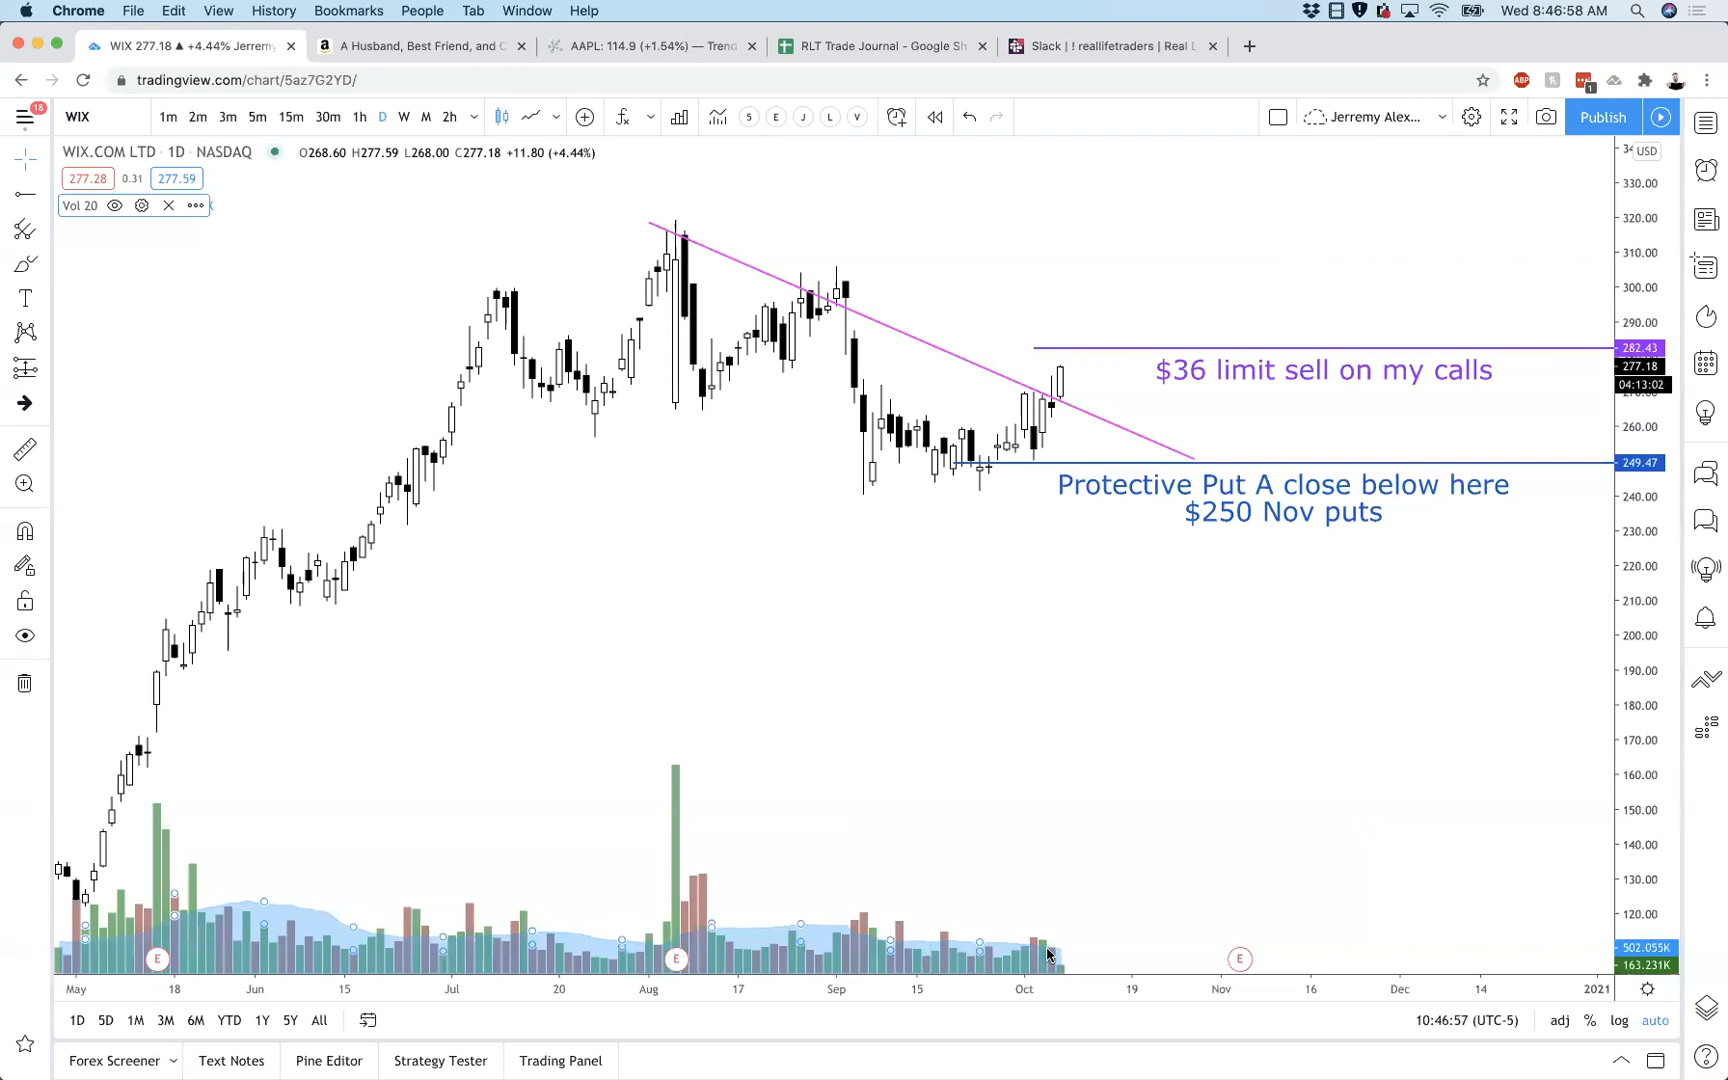 Chrome File Edit View History Bookmarks People Tab Window Help Wed 8:46:58 AM
WIX 277.18 ▲ +4.44% Jerremy
A Husband, Best Friend, and C
AAPL: 114.9 (+1.54%) — Trend
RLT Trade Journal - Google Sh
Slack | ! reallifetraders | Real L
tradingview.com/chart/5az7G2YD/
ABP
1
18
WIX 1m 2m 3m 5m 15m 30m 1h D W M 2h 5 E J L V Jerremy Alex... Publish
WIX.COM LTD · 1D · NASDAQ O268.60 H277.59 L268.00 C277.18 +11.80 (+4.44%)
USD
277.28 0.31 277.59
Vol 20
330.00
320.00
310.00
300.00
290.00
282.43
$36 limit sell on my calls
277.18
04:13:02
270.00
260.00
249.47
Protective Put A close below here
$250 Nov puts
240.00
230.00
220.00
210.00
200.00
190.00
180.00
170.00
160.00
150.00
140.00
130.00
120.00
502.055K
E E E
163.231K
May 18 Jun 15 Jul 20 Aug 17 Sep 15 Oct 19 Nov 16 Dec 14 2021
1D 5D 1M 3M 6M YTD 1Y 5Y All 10:46:57 (UTC-5) adj % log auto
Forex Screener Text Notes Pine Editor Strategy Tester Trading Panel